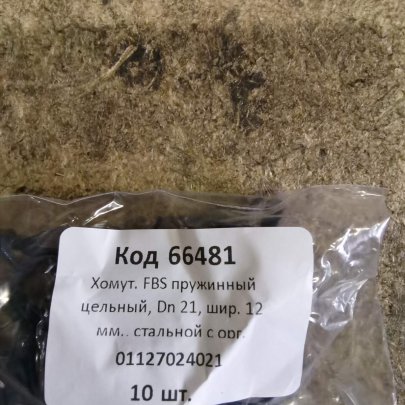 Код 66481
Хомут. FBS пружинный
цельный, Dn 21, шир. 12
мм., стальной с орг.
01127024021
10 шт.